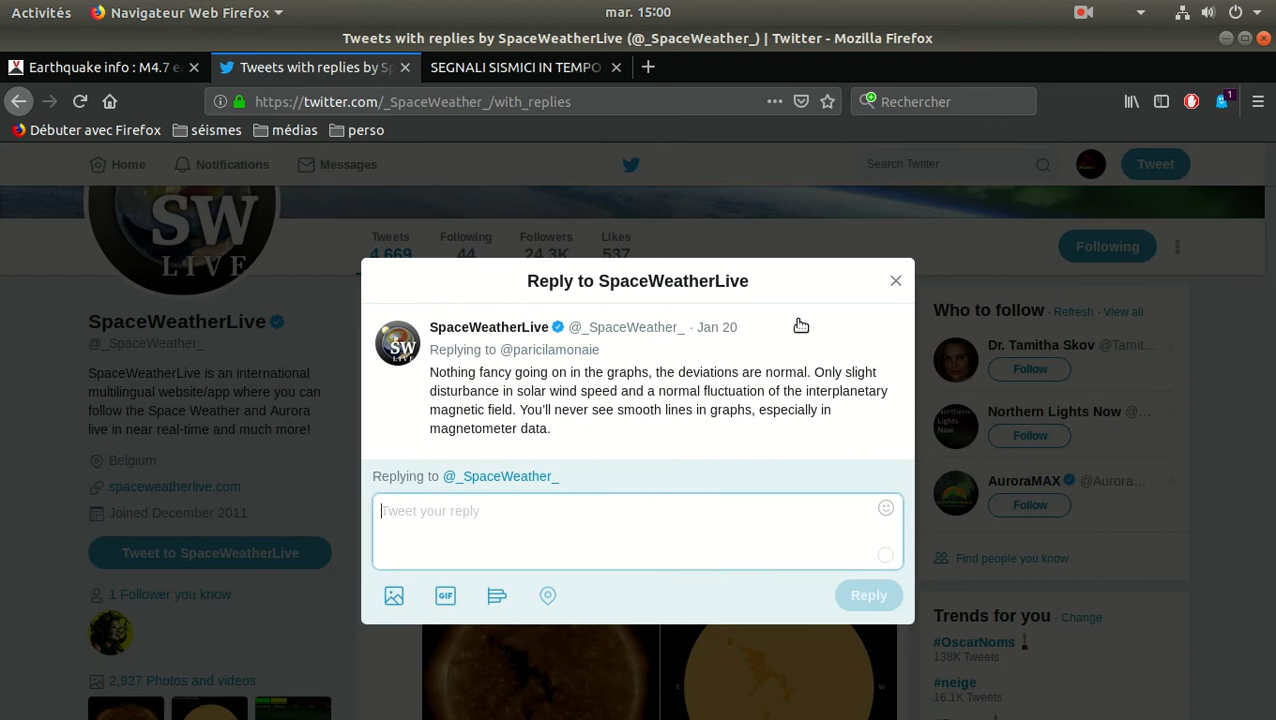 Activités
Navigateur Web Firefox
mar. 15:00
Tweets with replies by SpaceWeatherLive (@_SpaceWeather_) | Twitter - Mozilla Firefox
Earthquake info : M4.7 e
Tweets with replies by S
SEGNALI SISMICI IN TEMPO
https://twitter.com/_SpaceWeather_/with_replies
Rechercher
1
Débuter avec Firefox
séismes
médias
perso
Home
Notifications
Messages
Search Twitter
Tweet
SW
LIVE
Tweets
4,669
Following
44
Followers
24.3K
Likes
537
Following
SpaceWeatherLive
@_SpaceWeather_
SpaceWeatherLive is an international
multilingual website/app where you can
follow the Space Weather and Aurora
live in near real-time and much more!
Belgium
spaceweatherlive.com
Joined December 2011
Tweet to SpaceWeatherLive
1 Follower you know
2,927 Photos and videos
Reply to SpaceWeatherLive
SW
LIVE
SpaceWeatherLive @_SpaceWeather_ · Jan 20
Replying to @paricilamonaie
Nothing fancy going on in the graphs, the deviations are normal. Only slight
disturbance in solar wind speed and a normal fluctuation of the interplanetary
magnetic field. You'll never see smooth lines in graphs, especially in
magnetometer data.
Replying to @_SpaceWeather_
Tweet your reply
GIF
Reply
E
W
Who to follow · Refresh · View all
Dr. Tamitha Skov @Tamit...
Follow
Northern
Lights
Now
Northern Lights Now @...
Follow
AuroraMAX @Aurora...
Follow
Find people you know
Trends for you · Change
#OscarNoms
138K Tweets
#neige
16.1K Tweets